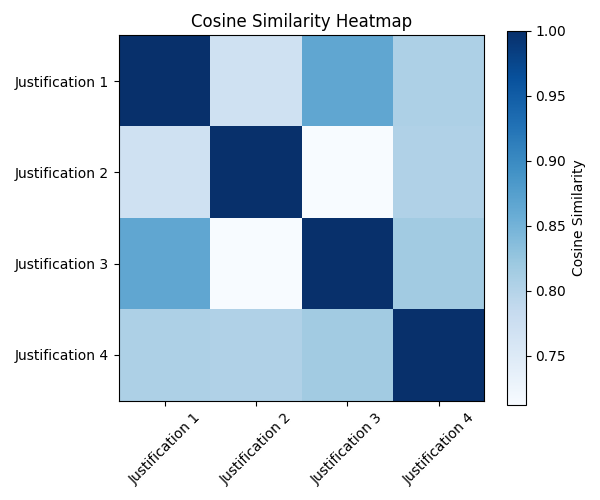 Cosine Similarity Heatmap
Justification 1
Justification 2
Justification 3
Justification 4
Justification 1
Justification 2
Justification 3
Justification 4
1.00
0.95
0.90
0.85
0.80
0.75
Cosine Similarity